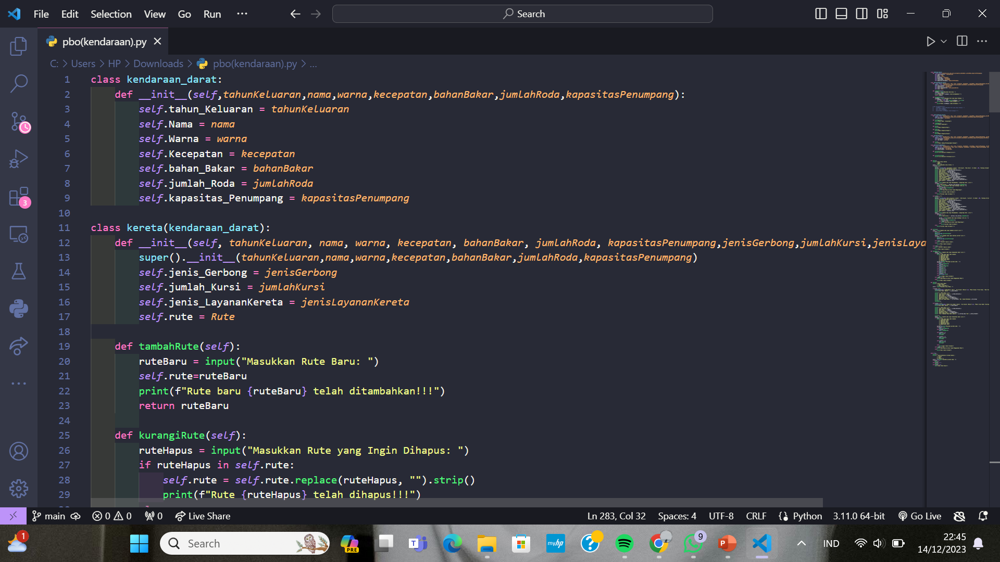 File Edit Selection View Go Run ··· Search
pbo(kendaraan).py
C: > Users > HP > Downloads > pbo(kendaraan).py > ...
1 class kendaraan_darat:
2 def __init__(self,tahunKeluaran,nama,warna,kecepatan,bahanBakar,jumlahRoda,kapasitasPenumpang):
3 self.tahun_Keluaran = tahunKeluaran
4 self.Nama = nama
5 self.Warna = warna
6 self.Kecepatan = kecepatan
7 self.bahan_Bakar = bahanBakar
8 self.jumlah_Roda = jumlahRoda
9 self.kapasitas_Penumpang = kapasitasPenumpang
10
11 class kereta(kendaraan_darat):
12 def __init__(self, tahunKeluaran, nama, warna, kecepatan, bahanBakar, jumlahRoda, kapasitasPenumpang,jenisGerbong,jumlahKursi,jenisLaya
13 super().__init__(tahunKeluaran,nama,warna,kecepatan,bahanBakar,jumlahRoda,kapasitasPenumpang)
14 self.jenis_Gerbong = jenisGerbong
15 self.jumlah_Kursi = jumlahKursi
16 self.jenis_LayananKereta = jenisLayananKereta
17 self.rute = Rute
18
19 def tambahRute(self):
20 ruteBaru = input("Masukkan Rute Baru: ")
21 self.rute=ruteBaru
22 print(f"Rute baru {ruteBaru} telah ditambahkan!!!")
23 return ruteBaru
24
25 def kurangiRute(self):
26 ruteHapus = input("Masukkan Rute yang Ingin Dihapus: ")
27 if ruteHapus in self.rute:
28 self.rute = self.rute.replace(ruteHapus, "").strip()
29 print(f"Rute {ruteHapus} telah dihapus!!!")
3
main 0 0 0 Live Share Ln 283, Col 32 Spaces: 4 UTF-8 CRLF Python 3.11.0 64-bit Go Live
1 Search PRE T myhp ? 9 P IND 22:45
14/12/2023